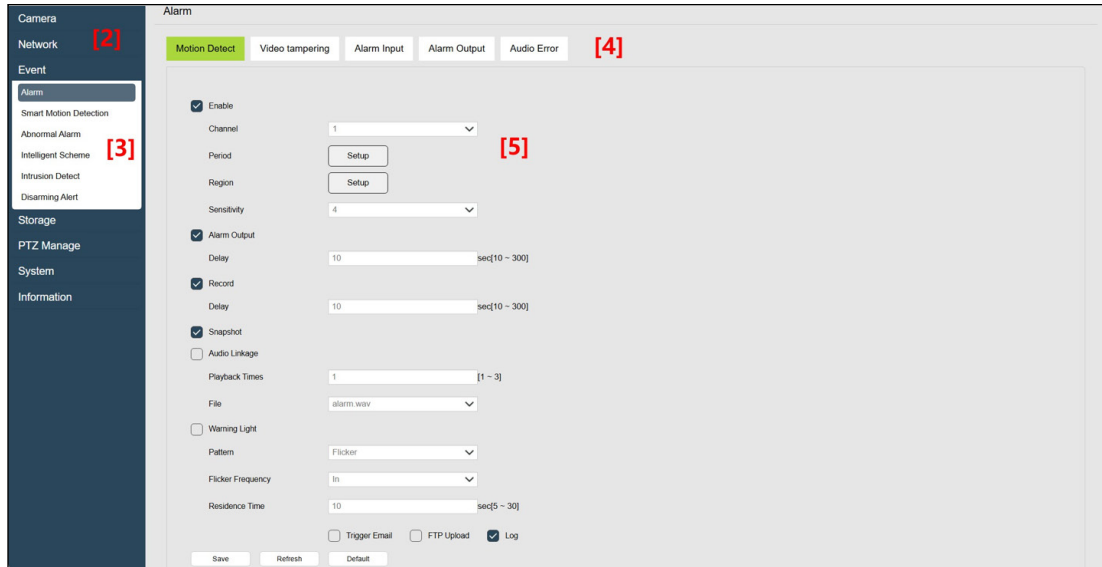 Camera
Network
[2]
Event
Alarm
Smart Motion Detection
Abnormal Alarm
Intelligent Scheme
[3]
Intrusion Detect
Disarming Alert
Storage
PTZ Manage
System
Information
Alarm
Motion Detect Video tampering Alarm Input Alarm Output Audio Error [4]
Enable
Channel 1
[5]
Period Setup
Region Setup
Sensitivity 4
Alarm Output
Delay 10 sec[10 ~ 300]
Record
Delay 10 sec[10 ~ 300]
Snapshot
Audio Linkage
Playback Times 1 [1 ~ 3]
File alarm.wav
Warning Light
Pattern Flicker
Flicker Frequency In
Residence Time 10 sec[5 ~ 30]
Trigger Email FTP Upload Log
Save Refresh Default